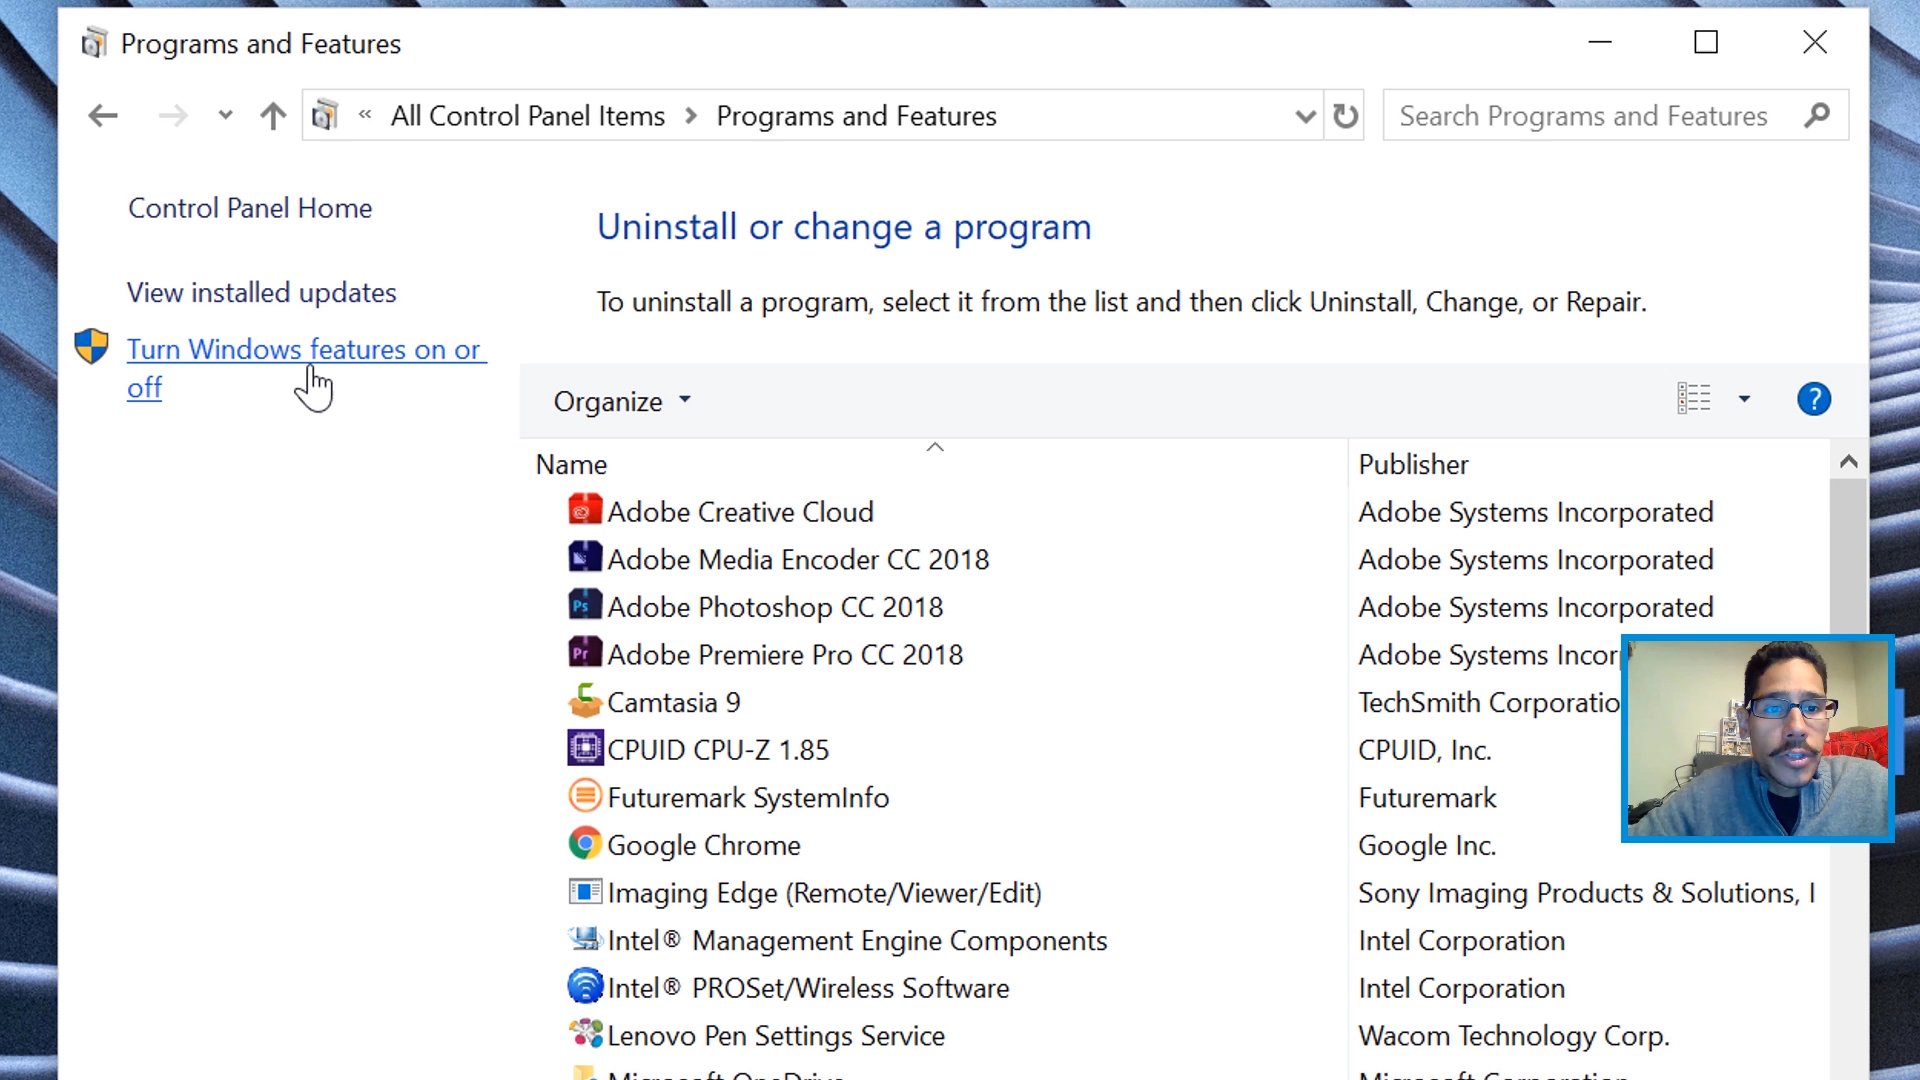 Programs and Features
« All Control Panel Items > Programs and Features
Search Programs and Features
Control Panel Home
View installed updates
Turn Windows features on or
off
Uninstall or change a program
To uninstall a program, select it from the list and then click Uninstall, Change, or Repair.
Organize
?
Name Publisher
Adobe Creative Cloud Adobe Systems Incorporated
Adobe Media Encoder CC 2018 Adobe Systems Incorporated
Ps Adobe Photoshop CC 2018 Adobe Systems Incorporated
Pr Adobe Premiere Pro CC 2018 Adobe Systems Incor
Camtasia 9 TechSmith Corporatio
CPUID CPU-Z 1.85 CPUID, Inc.
Futuremark SystemInfo Futuremark
Google Chrome Google Inc.
Imaging Edge (Remote/Viewer/Edit) Sony Imaging Products & Solutions, I
Intel® Management Engine Components Intel Corporation
Intel® PROSet/Wireless Software Intel Corporation
Lenovo Pen Settings Service Wacom Technology Corp.
Microsoft OneDrive Microsoft Corporation